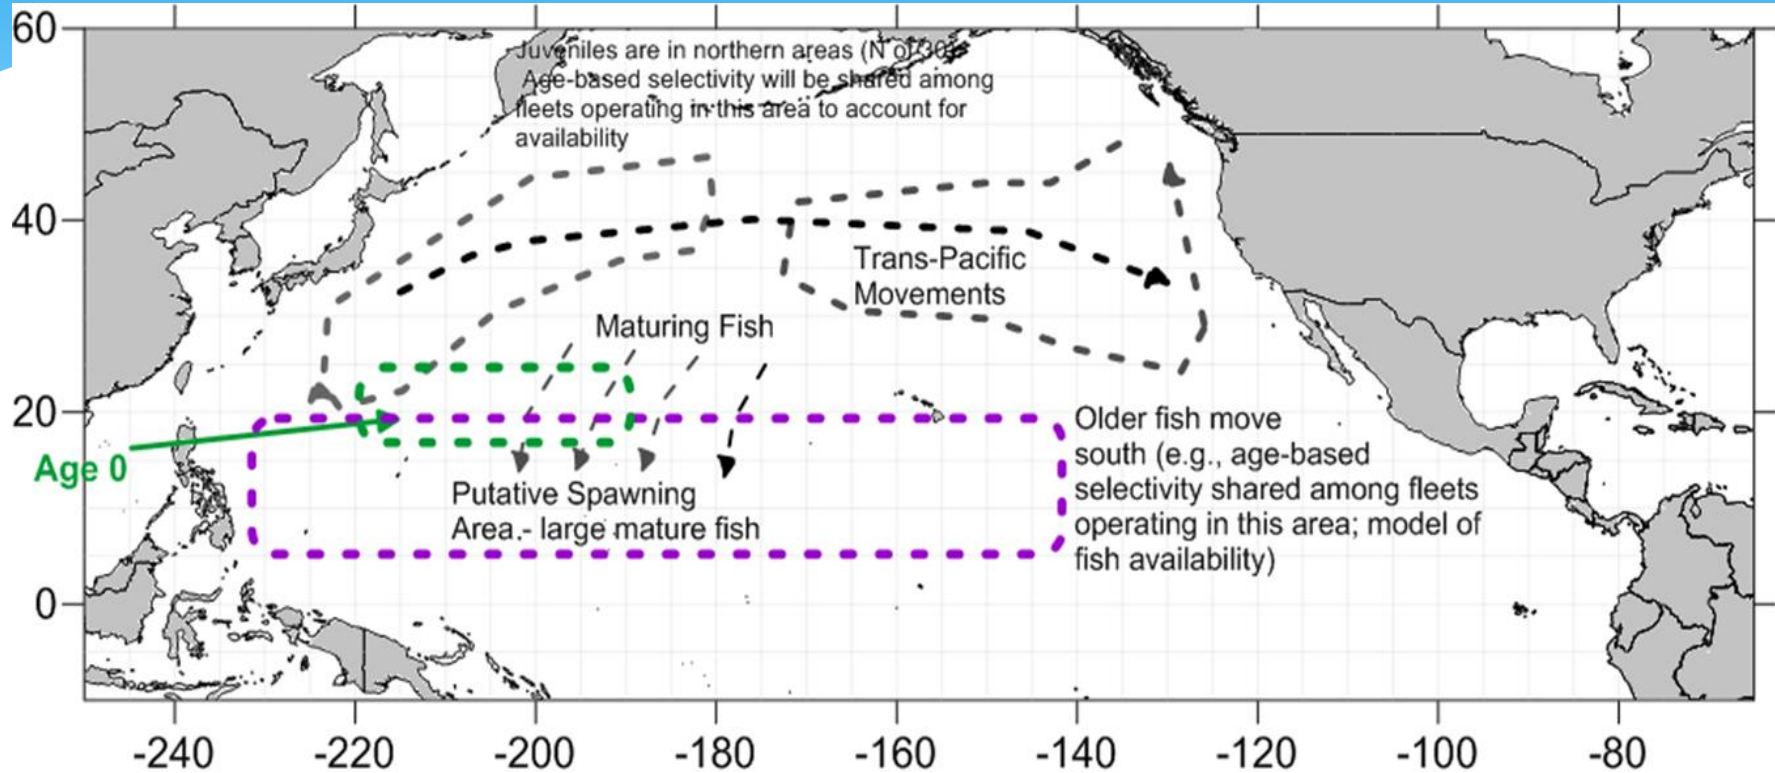 Juveniles are in northern areas (N of 30)
Age-based selectivity will be shared among
fleets operating in this area to account for
availability
Trans-Pacific
Movements
Maturing Fish
Age 0
Putative Spawning
Area.- large mature fish
Older fish move
south (e.g., age-based
selectivity shared among fleets
operating in this area; model of
fish availability)
60
40
20
0
-240 -220 -200 -180 -160 -140 -120 -100 -80